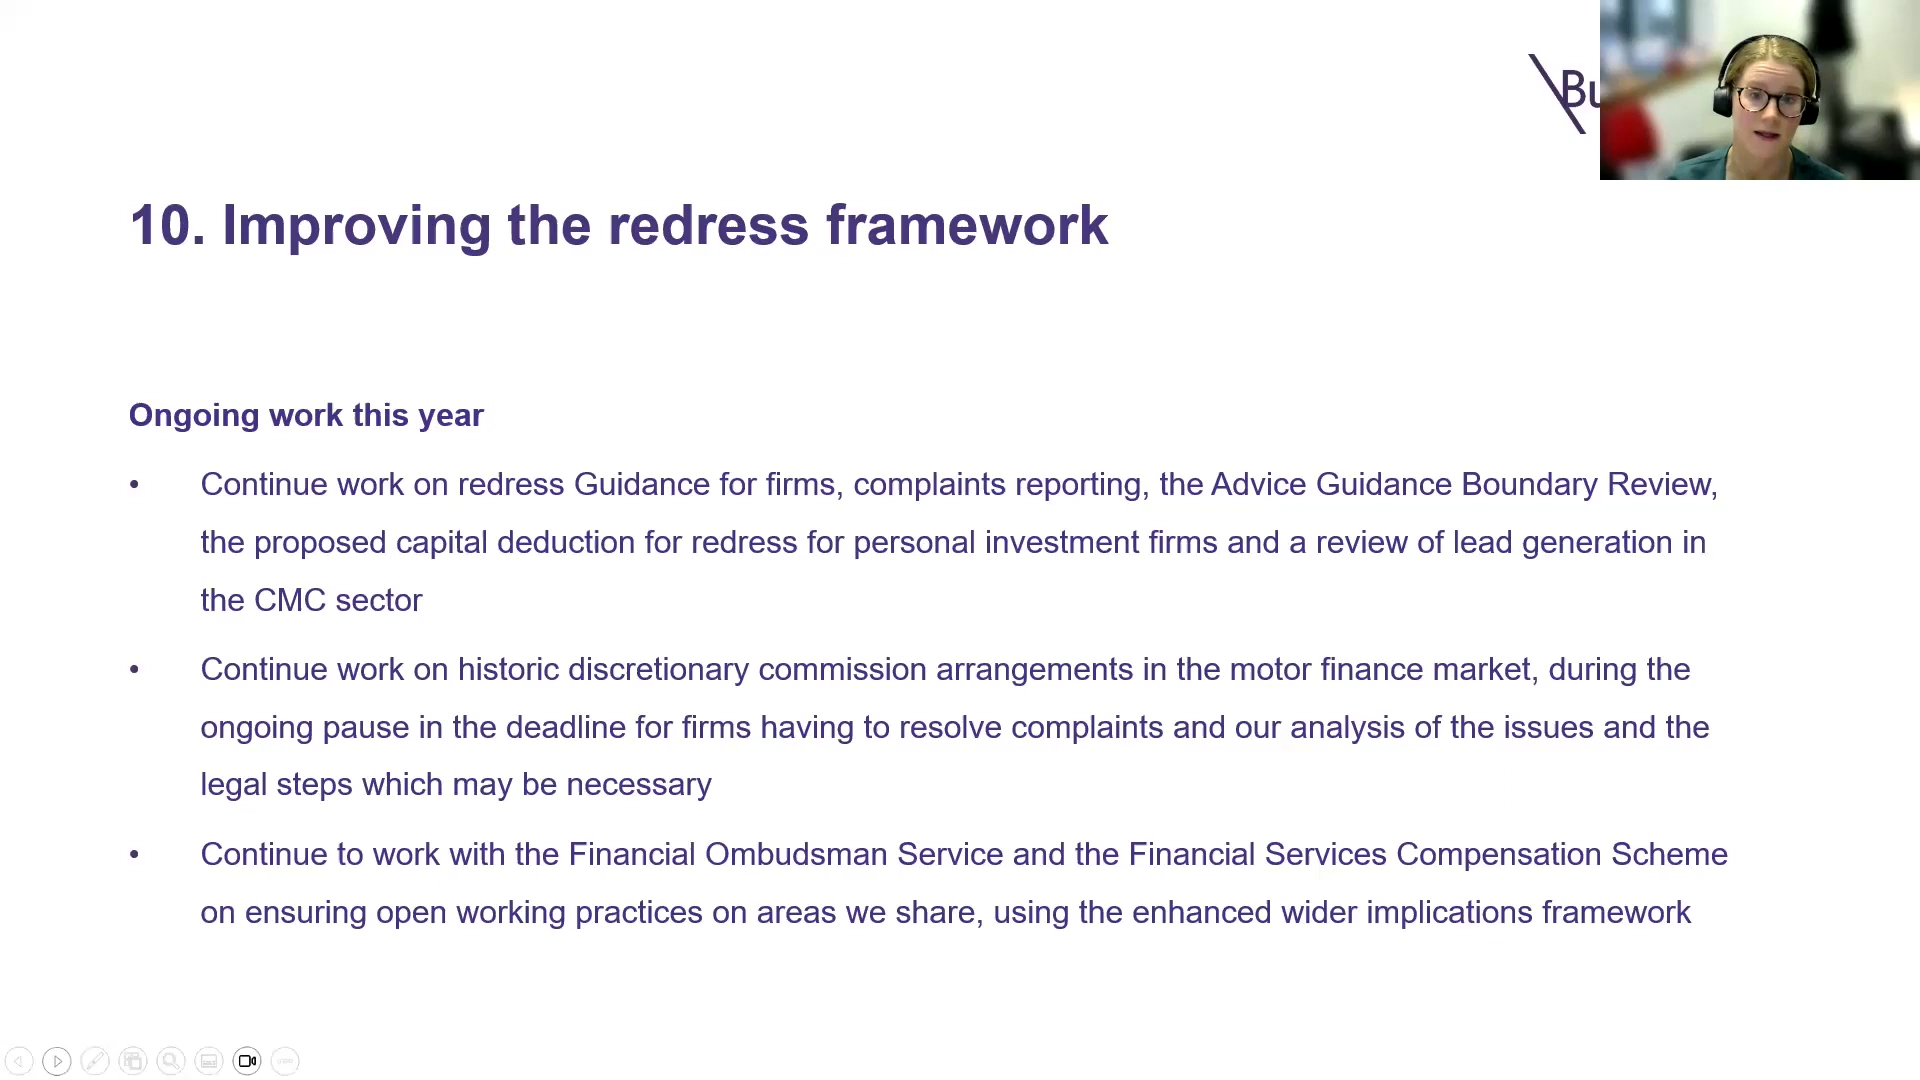 Bu
10. Improving the redress framework
Ongoing work this year
• Continue work on redress Guidance for firms, complaints reporting, the Advice Guidance Boundary Review,
the proposed capital deduction for redress for personal investment firms and a review of lead generation in
the CMC sector
• Continue work on historic discretionary commission arrangements in the motor finance market, during the
ongoing pause in the deadline for firms having to resolve complaints and our analysis of the issues and the
legal steps which may be necessary
• Continue to work with the Financial Ombudsman Service and the Financial Services Compensation Scheme
on ensuring open working practices on areas we share, using the enhanced wider implications framework